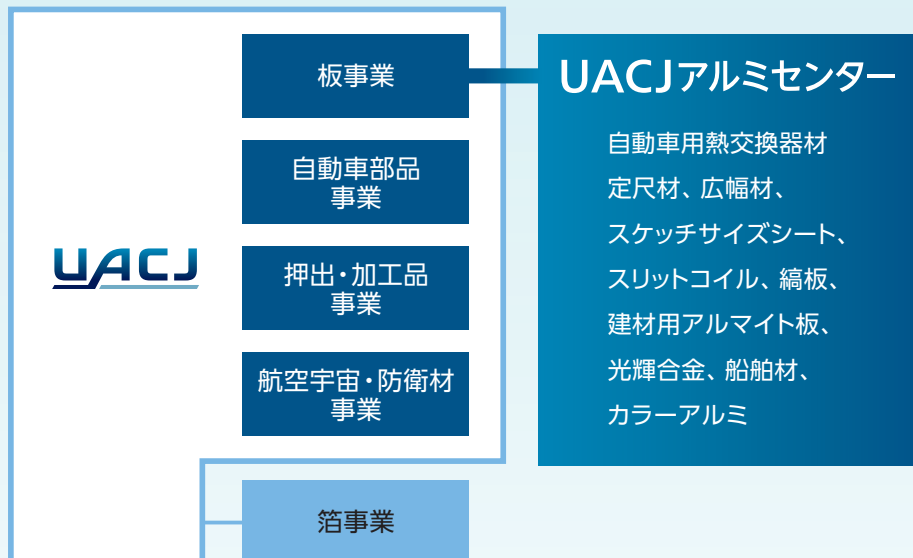 UACJ
板事業
自動車部品
事業
押出・加工品
事業
航空宇宙・防衛材
事業
箔事業
UACJアルミセンター
自動車用熱交換器材
定尺材、広幅材、
スケッチサイズシート、
スリットコイル、縞板、
建材用アルマイト板、
光輝合金、船舶材、
カラーアルミ